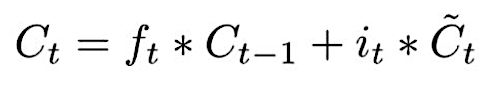 $C_t = f_t * C_{t-1} + i_t * \tilde{C}_t$